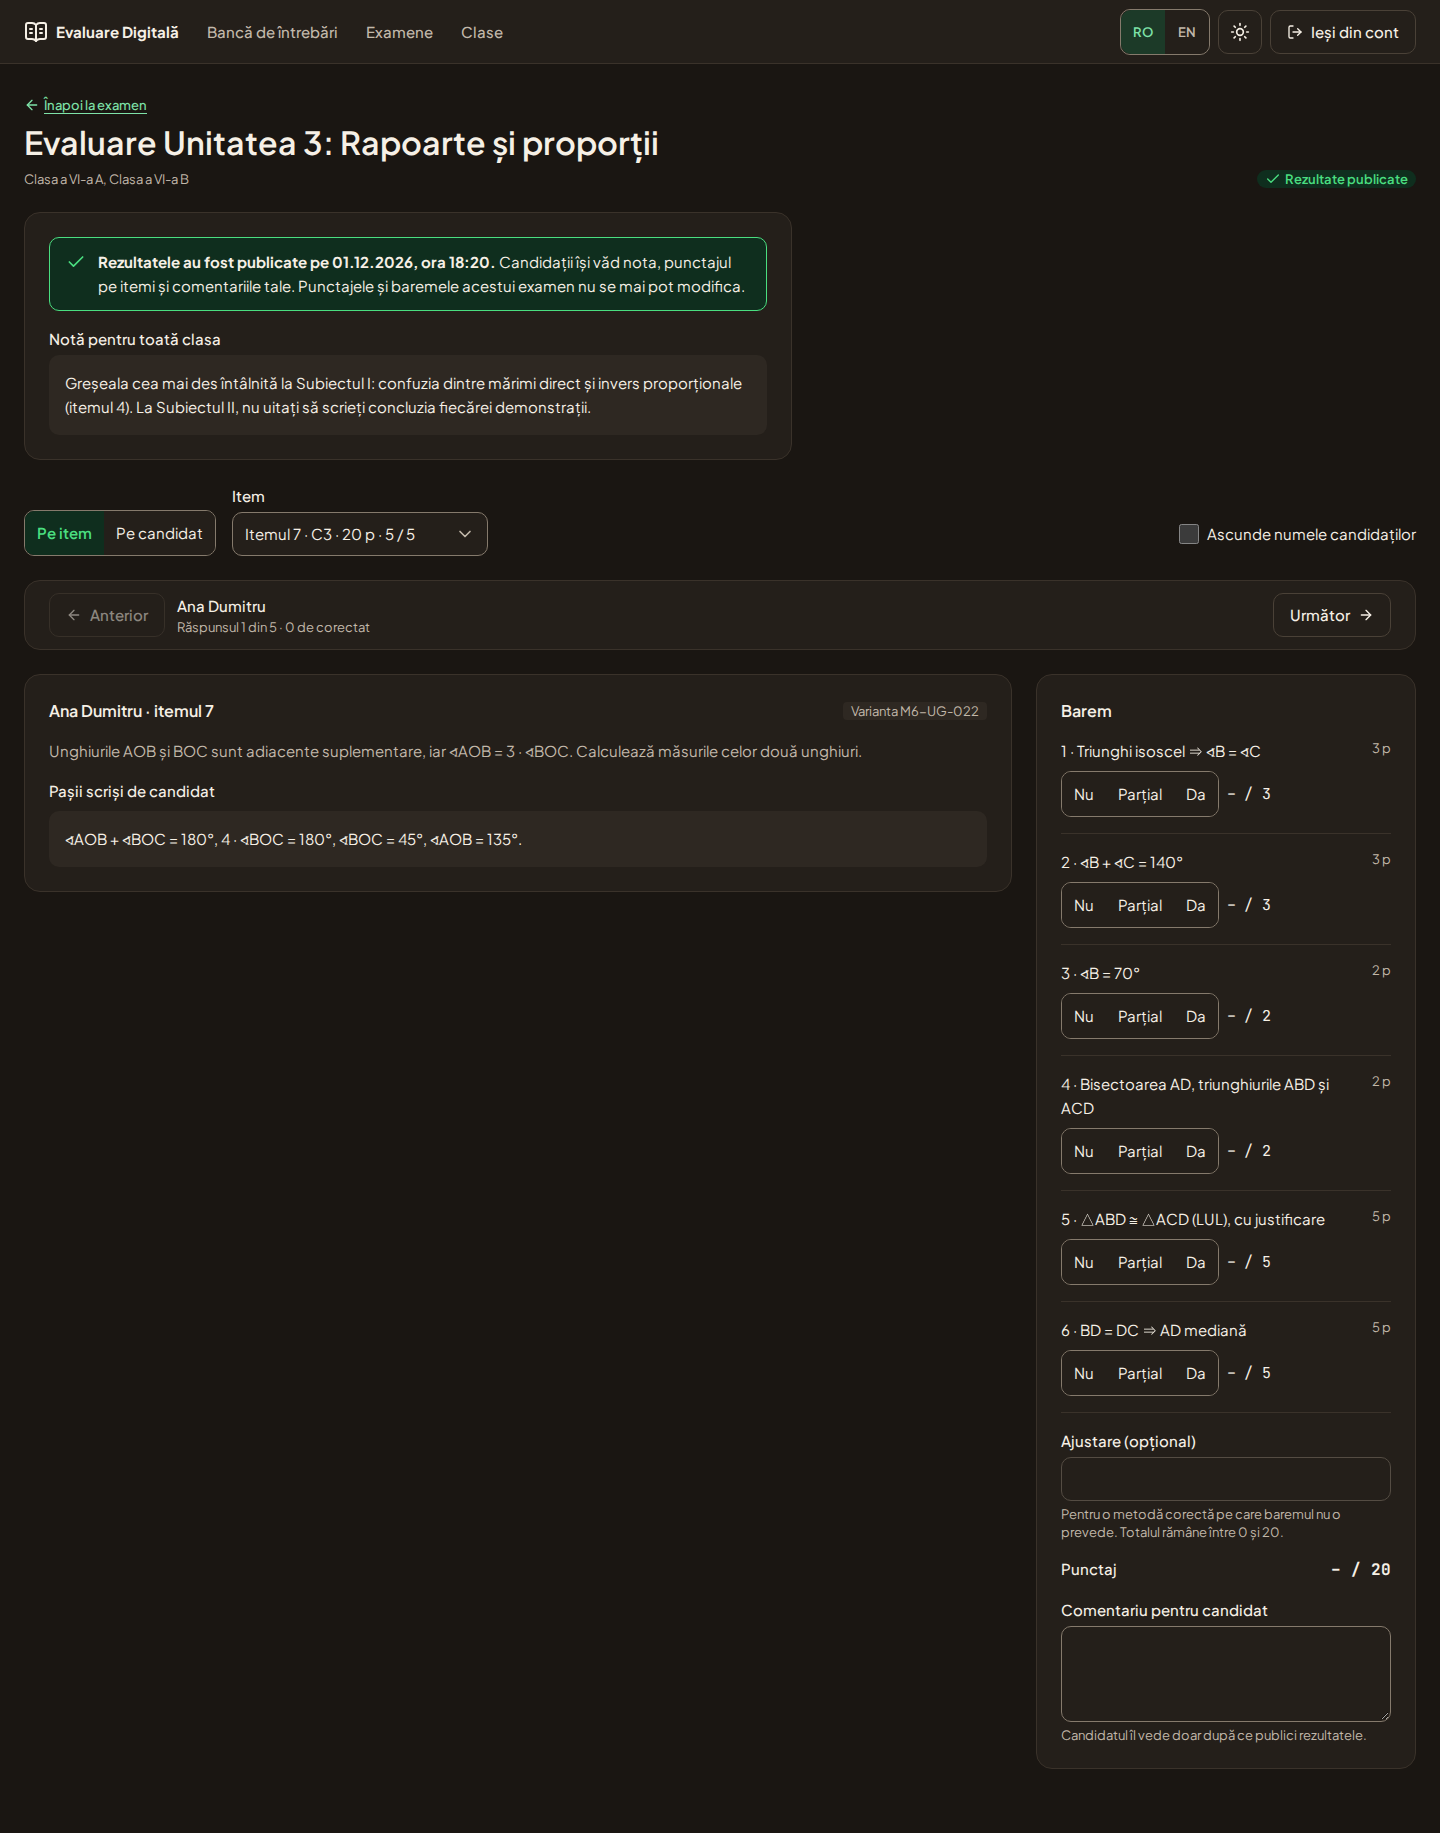 Evaluare Digitală
Bancă de întrebări
Examene
Clase
RO
EN
Ieși din cont
Înapoi la examen
Evaluare Unitatea 3: Rapoarte și proporții
Clasa a VI-a A, Clasa a VI-a B
Rezultate publicate
Rezultatele au fost publicate pe 01.12.2026, ora 18:20. Candidații își văd nota, punctajul
pe itemi și comentariile tale. Punctajele și baremele acestui examen nu se mai pot modifica.
Notă pentru toată clasa
Greșeala cea mai des întâlnită la Subiectul I: confuzia dintre mărimi direct și invers proporționale
(itemul 4). La Subiectul II, nu uitați să scrieți concluzia fiecărei demonstrații.
Pe item
Pe candidat
Item
Itemul 7 · C3 · 20 p · 5 / 5
Ascunde numele candidaților
Anterior
Ana Dumitru
Răspunsul 1 din 5 · 0 de corectat
Următor
Ana Dumitru · itemul 7
Varianta M6-UG-022
Unghiurile AOB și BOC sunt adiacente suplementare, iar ∢AOB = 3 · ∢BOC. Calculează măsurile celor două unghiuri.
Pașii scriși de candidat
∢AOB + ∢BOC = 180°, 4 · ∢BOC = 180°, ∢BOC = 45°, ∢AOB = 135°.
Barem
1 · Triunghi isoscel ⇒ ∢B = ∢C
3 p
Nu
Parțial
Da
– / 3
2 · ∢B + ∢C = 140°
3 p
Nu
Parțial
Da
– / 3
3 · ∢B = 70°
2 p
Nu
Parțial
Da
– / 2
4 · Bisectoarea AD, triunghiurile ABD și
ACD
2 p
Nu
Parțial
Da
– / 2
5 · △ABD ≅ △ACD (LUL), cu justificare
5 p
Nu
Parțial
Da
– / 5
6 · BD = DC ⇒ AD mediană
5 p
Nu
Parțial
Da
– / 5
Ajustare (opțional)
Pentru o metodă corectă pe care baremul nu o
prevede. Totalul rămâne între 0 și 20.
Punctaj
– / 20
Comentariu pentru candidat
Candidatul îl vede doar după ce publici rezultatele.